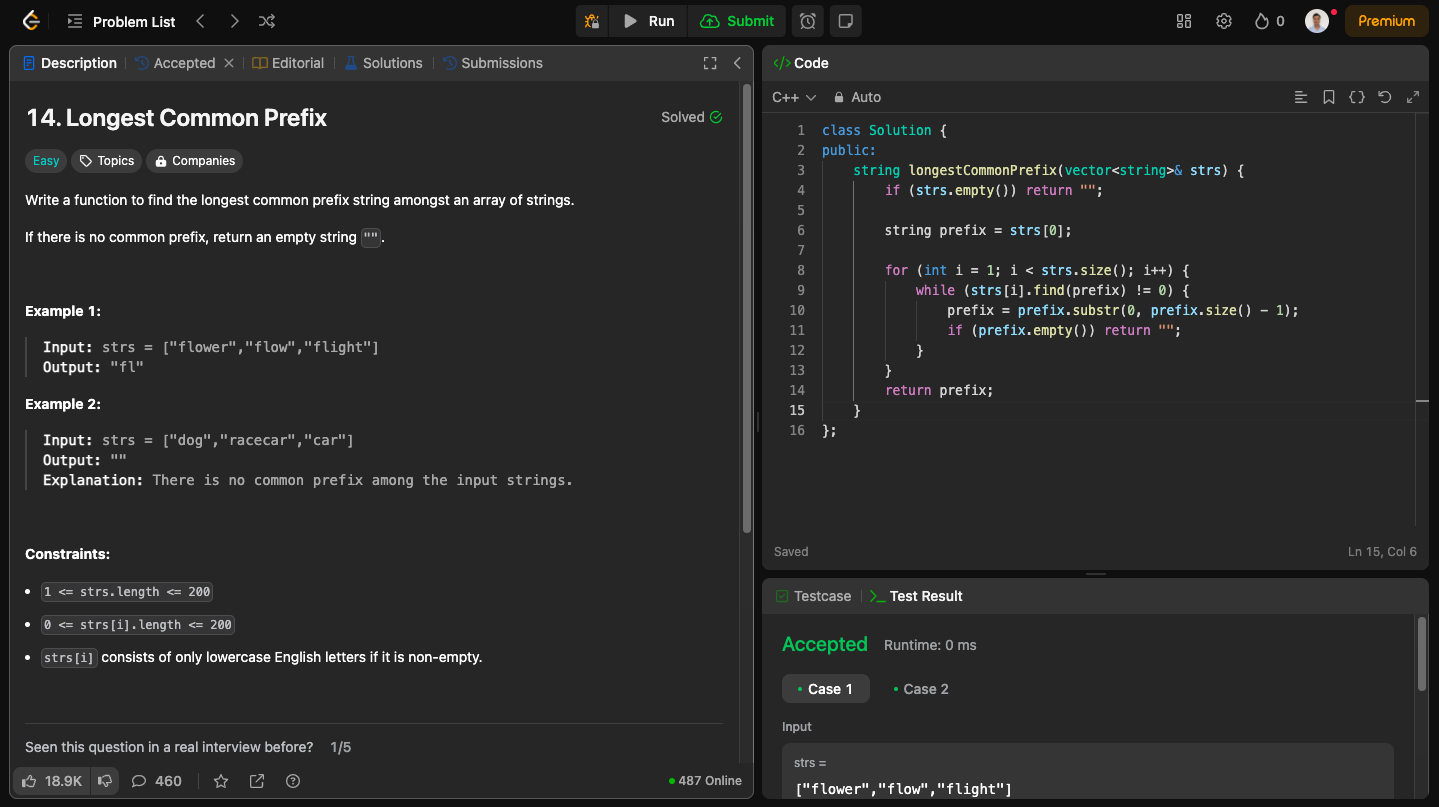 Problem List
Run
Submit
0
Premium
Description
Accepted
Editorial
Solutions
Submissions
14. Longest Common Prefix
Solved
Easy
Topics
Companies
Write a function to find the longest common prefix string amongst an array of strings.
If there is no common prefix, return an empty string "".
Example 1:
Input: strs = ["flower","flow","flight"]
Output: "fl"
Example 2:
Input: strs = ["dog","racecar","car"]
Output: ""
Explanation: There is no common prefix among the input strings.
Constraints:
• 1 <= strs.length <= 200
• 0 <= strs[i].length <= 200
• strs[i] consists of only lowercase English letters if it is non-empty.
Seen this question in a real interview before? 1/5
18.9K
460
487 Online
</> Code
C++
Auto
1 class Solution {
2 public:
3     string longestCommonPrefix(vector<string>& strs) {
4         if (strs.empty()) return "";
5
6         string prefix = strs[0];
7
8         for (int i = 1; i < strs.size(); i++) {
9             while (strs[i].find(prefix) != 0) {
10                 prefix = prefix.substr(0, prefix.size() - 1);
11                 if (prefix.empty()) return "";
12             }
13         }
14         return prefix;
15     }
16 };
Saved
Ln 15, Col 6
Testcase
Test Result
Accepted
Runtime: 0 ms
• Case 1
• Case 2
Input
strs =
["flower","flow","flight"]